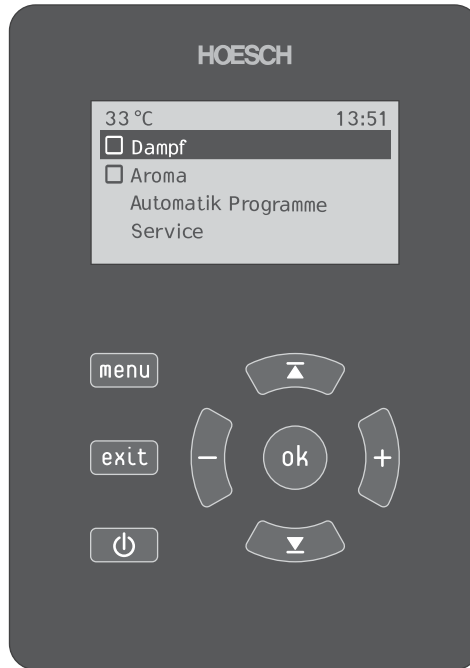 HOESCH
33 °C 13:51
Dampf
Aroma
Automatik Programme
Service
menu
exit
ok